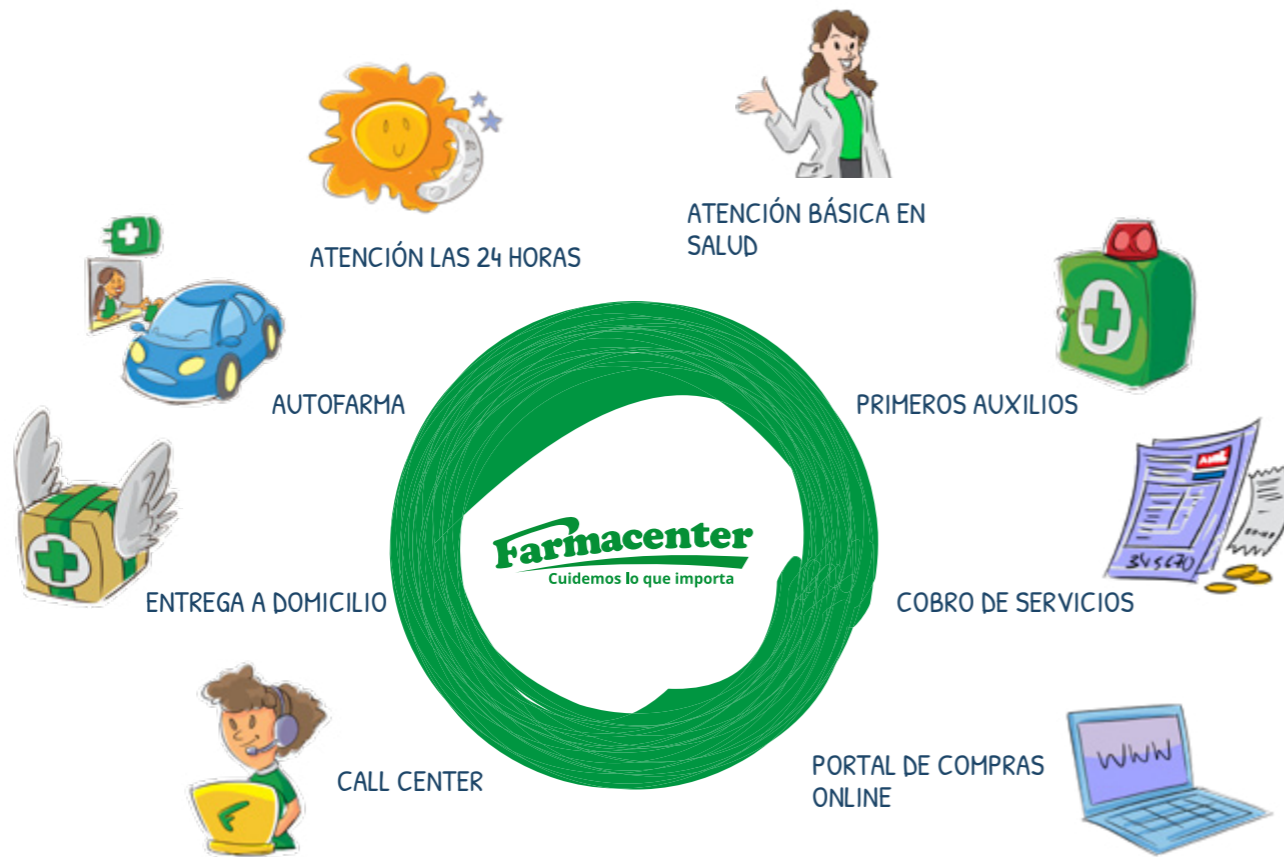 ATENCIÓN LAS 24 HORAS
ATENCIÓN BÁSICA EN
SALUD
AUTOFARMA
PRIMEROS AUXILIOS
Farmacenter
Cuidemos lo que importa
ENTREGA A DOMICILIO
COBRO DE SERVICIOS
345670
CALL CENTER
PORTAL DE COMPRAS
ONLINE
WWW